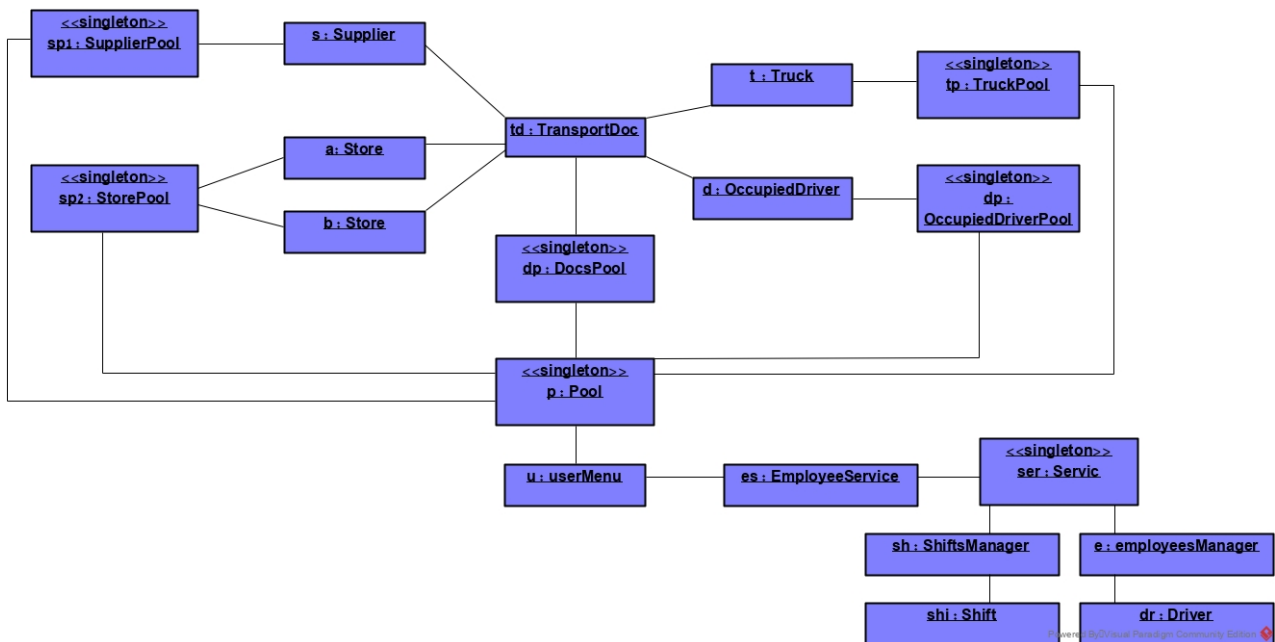 <<singleton>>
sp1 : SupplierPool
s : Supplier
t : Truck
<<singleton>>
tp : TruckPool
td : TransportDoc
a: Store
<<singleton>>
sp2 : StorePool
b : Store
d : OccupiedDriver
<<singleton>>
dp :
OccupiedDriverPool
<<singleton>>
dp : DocsPool
<<singleton>>
p : Pool
u : userMenu
es : EmployeeService
<<singleton>>
ser : Servic
sh : ShiftsManager
e : employeesManager
shi : Shift
dr : Driver
Powered By Visual Paradigm Community Edition